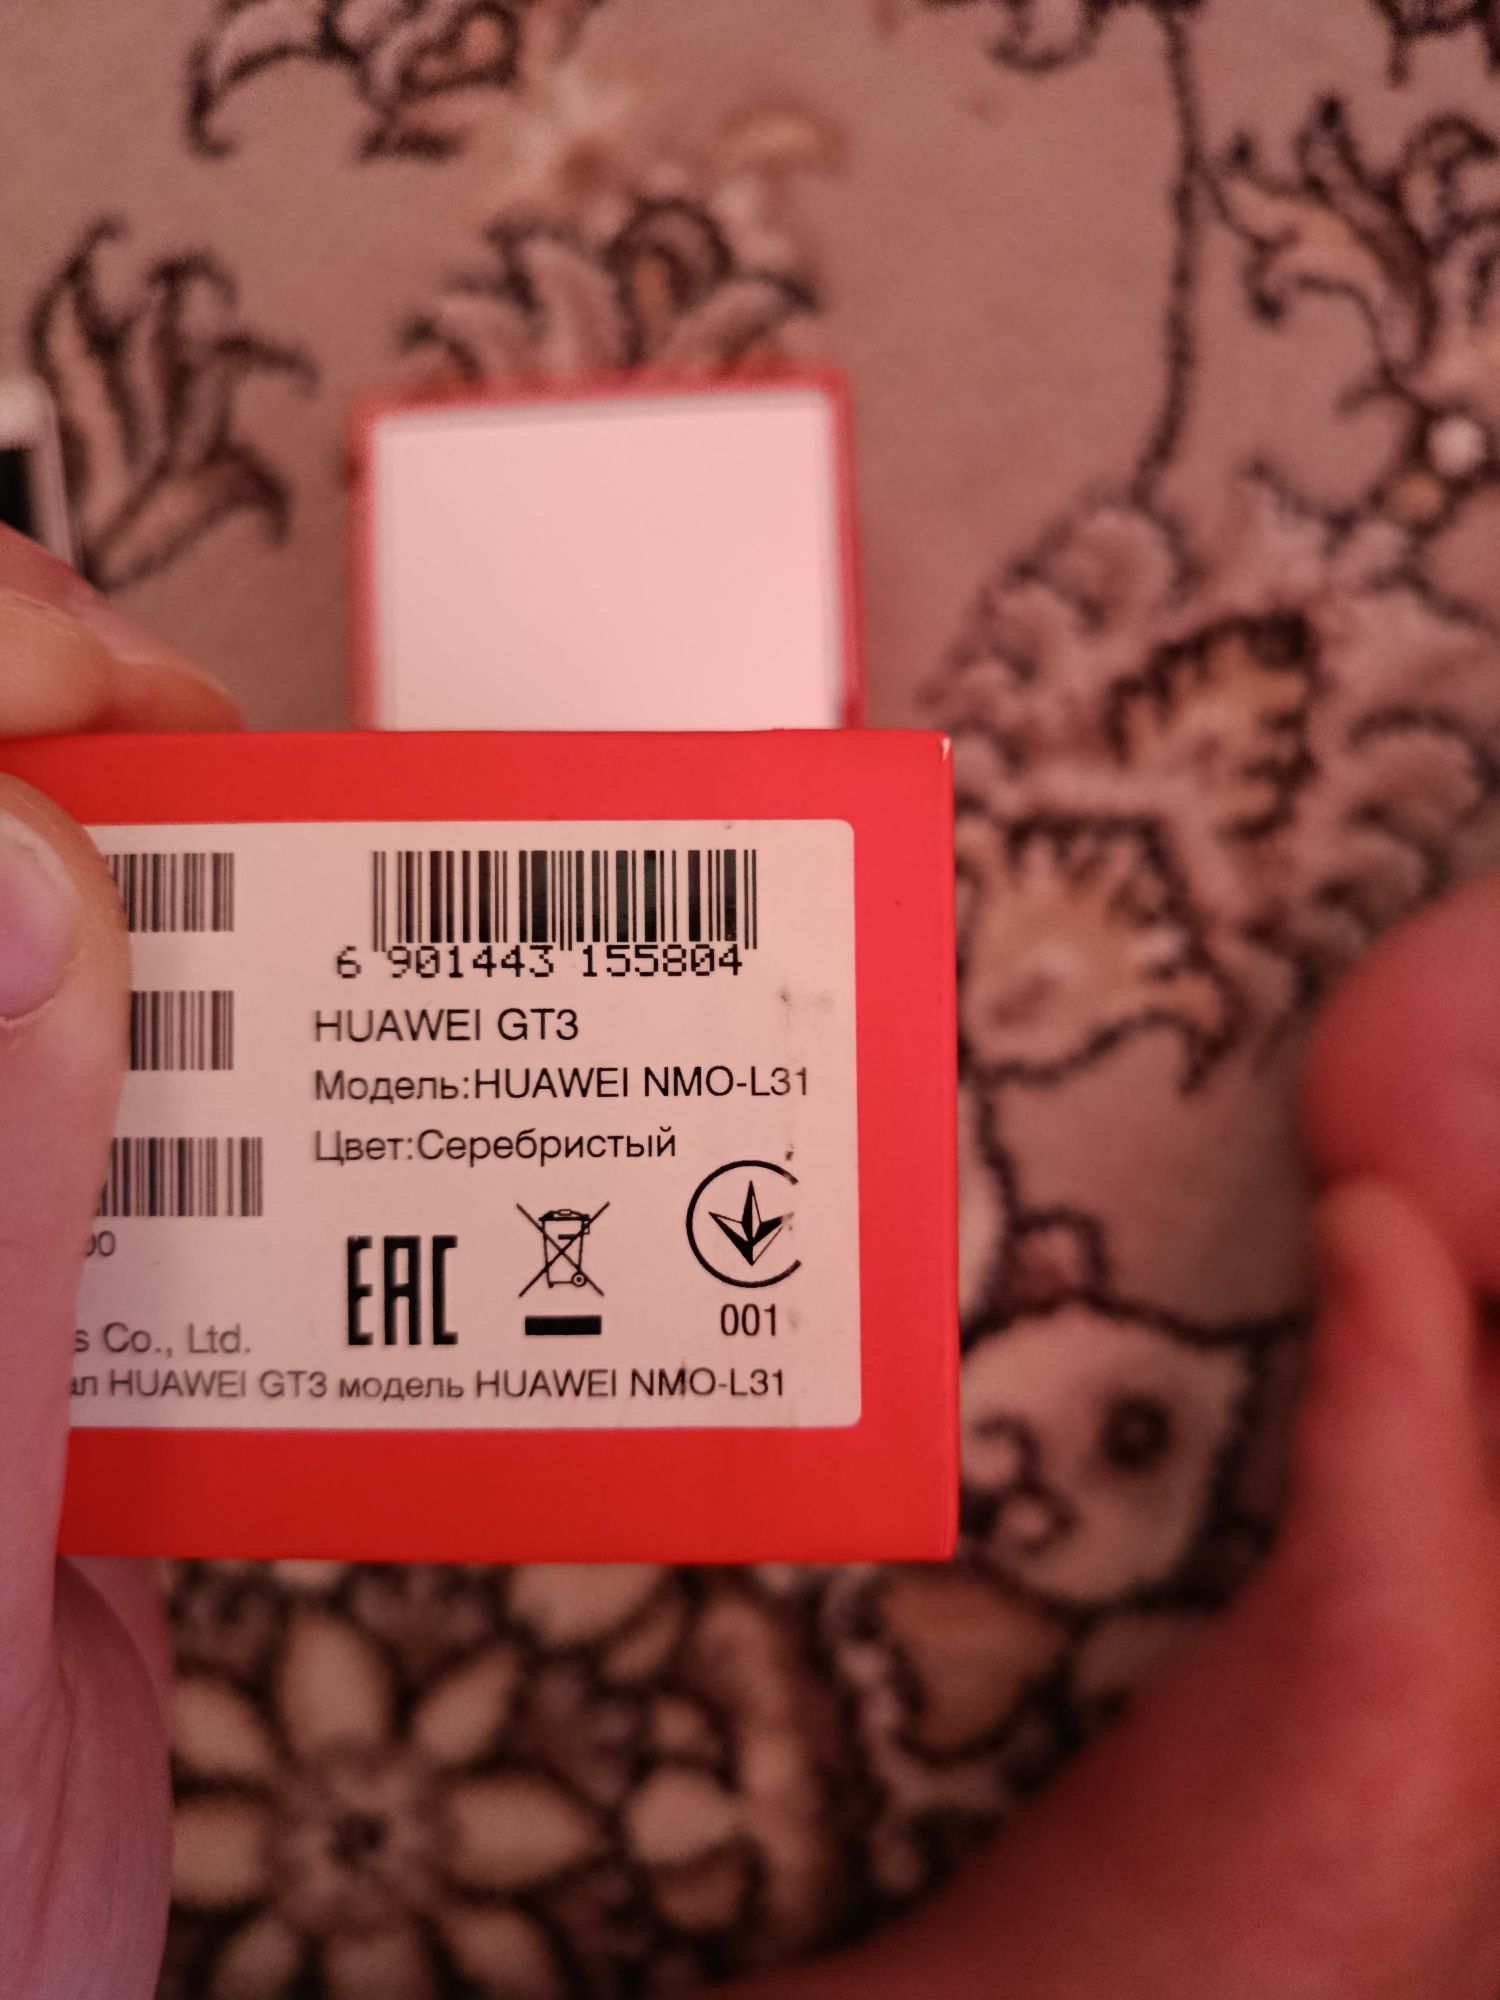 6 901443 155804
HUAWEI GT3
Модель:HUAWEI NMO-L31
Цвет:Серебристый
EAC
001
Co., Ltd.
HUAWEI GT3 модель HUAWEI NMO-L31